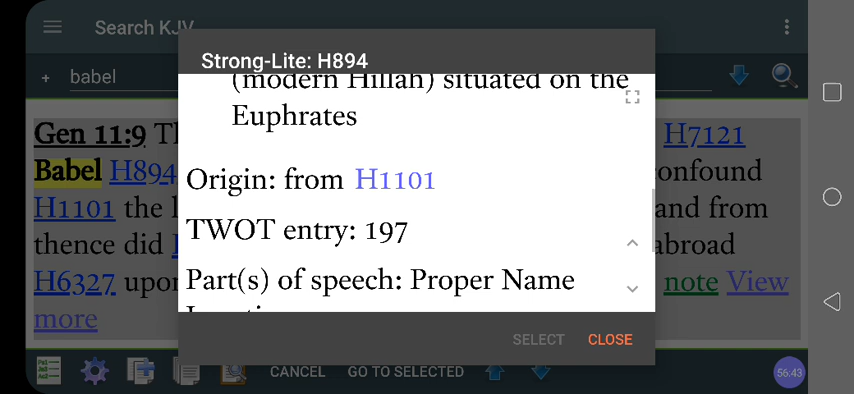 Search KJV
Strong-Lite: H894
+ babel
(modern Hillah) situated on the
Euphrates
Origin: from H1101
TWOT entry: 197
Part(s) of speech: Proper Name
Gen 11:9 H7121
Babel H894 confound
H1101 the and from
thence did abroad
H6327 upon note View
more
SELECT CLOSE
CANCEL GO TO SELECTED
56:43